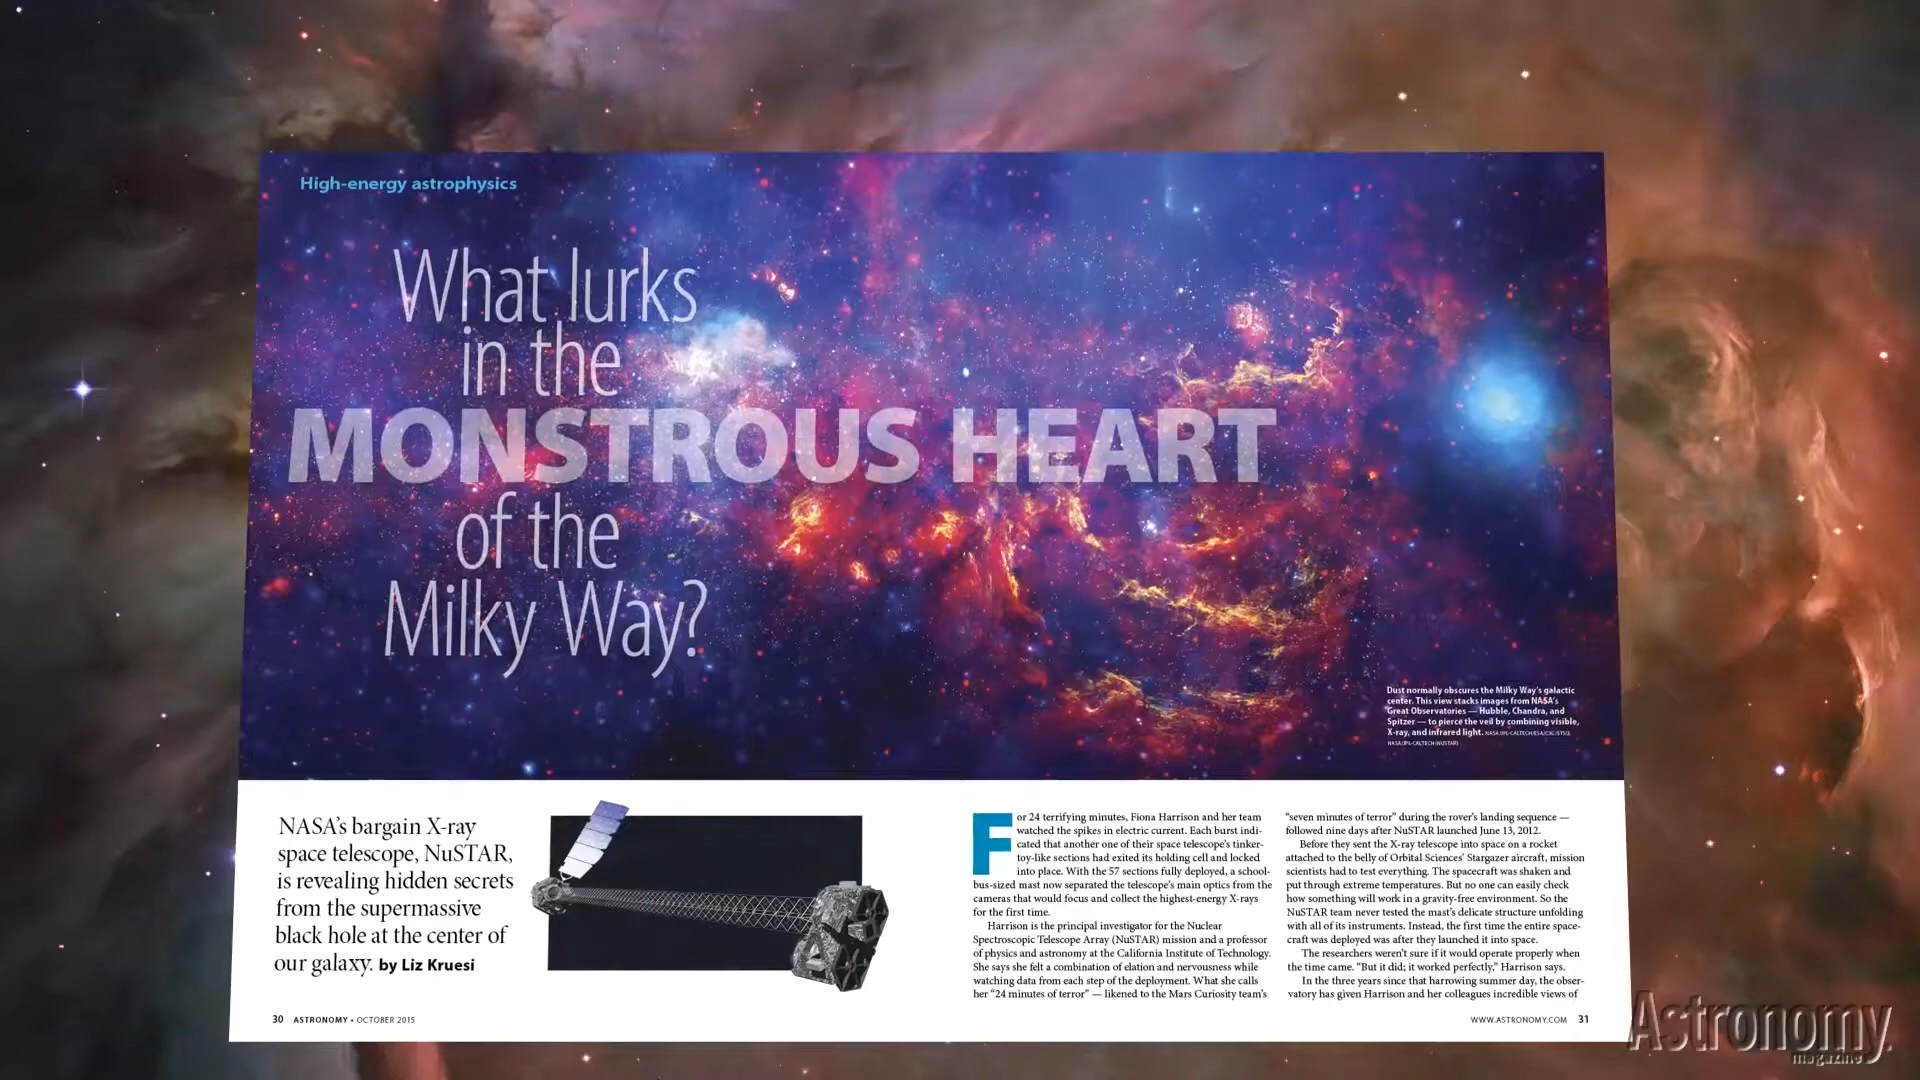 High-energy astrophysics
What lurks
in the
MONSTROUS HEART
of the
Milky Way?
Dust normally obscures the Milky Way's galactic
center. This view stacks images from NASA's
Great Observatories — Hubble, Chandra, and
Spitzer — to pierce the veil by combining visible,
X-ray, and infrared light. NASA/JPL-CALTECH/ESA/CXC/STScI;
NASA/JPL-CALTECH (NUSTAR)
NASA's bargain X-ray
space telescope, NuSTAR,
is revealing hidden secrets
from the supermassive
black hole at the center of
our galaxy. by Liz Kruesi
For 24 terrifying minutes, Fiona Harrison and her team
watched the spikes in electric current. Each burst indi-
cated that another one of their space telescope's tinker-
toy-like sections had exited its holding cell and locked
into place. With the 57 sections fully deployed, a school-
bus-sized mast now separated the telescope's main optics from the
cameras that would focus and collect the highest-energy X-rays
for the first time.
Harrison is the principal investigator for the Nuclear
Spectroscopic Telescope Array (NuSTAR) mission and a professor
of physics and astronomy at the California Institute of Technology.
She says she felt a combination of elation and nervousness while
watching data from each step of the deployment. What she calls
her “24 minutes of terror” — likened to the Mars Curiosity team's
“seven minutes of terror” during the rover's landing sequence —
followed nine days after NuSTAR launched June 13, 2012.
Before they sent the X-ray telescope into space on a rocket
attached to the belly of Orbital Sciences' Stargazer aircraft, mission
scientists had to test everything. The spacecraft was shaken and
put through extreme temperatures. But no one can easily check
how something will work in a gravity-free environment. So the
NuSTAR team never tested the mast's delicate structure unfolding
with all of its instruments. Instead, the first time the entire space-
craft was deployed was after they launched it into space.
The researchers weren't sure if it would operate properly when
the time came. “But it did; it worked perfectly,” Harrison says.
In the three years since that harrowing summer day, the obser-
vatory has given Harrison and her colleagues incredible views of
30 ASTRONOMY • OCTOBER 2015
WWW.ASTRONOMY.COM 31
Astronomy
magazine